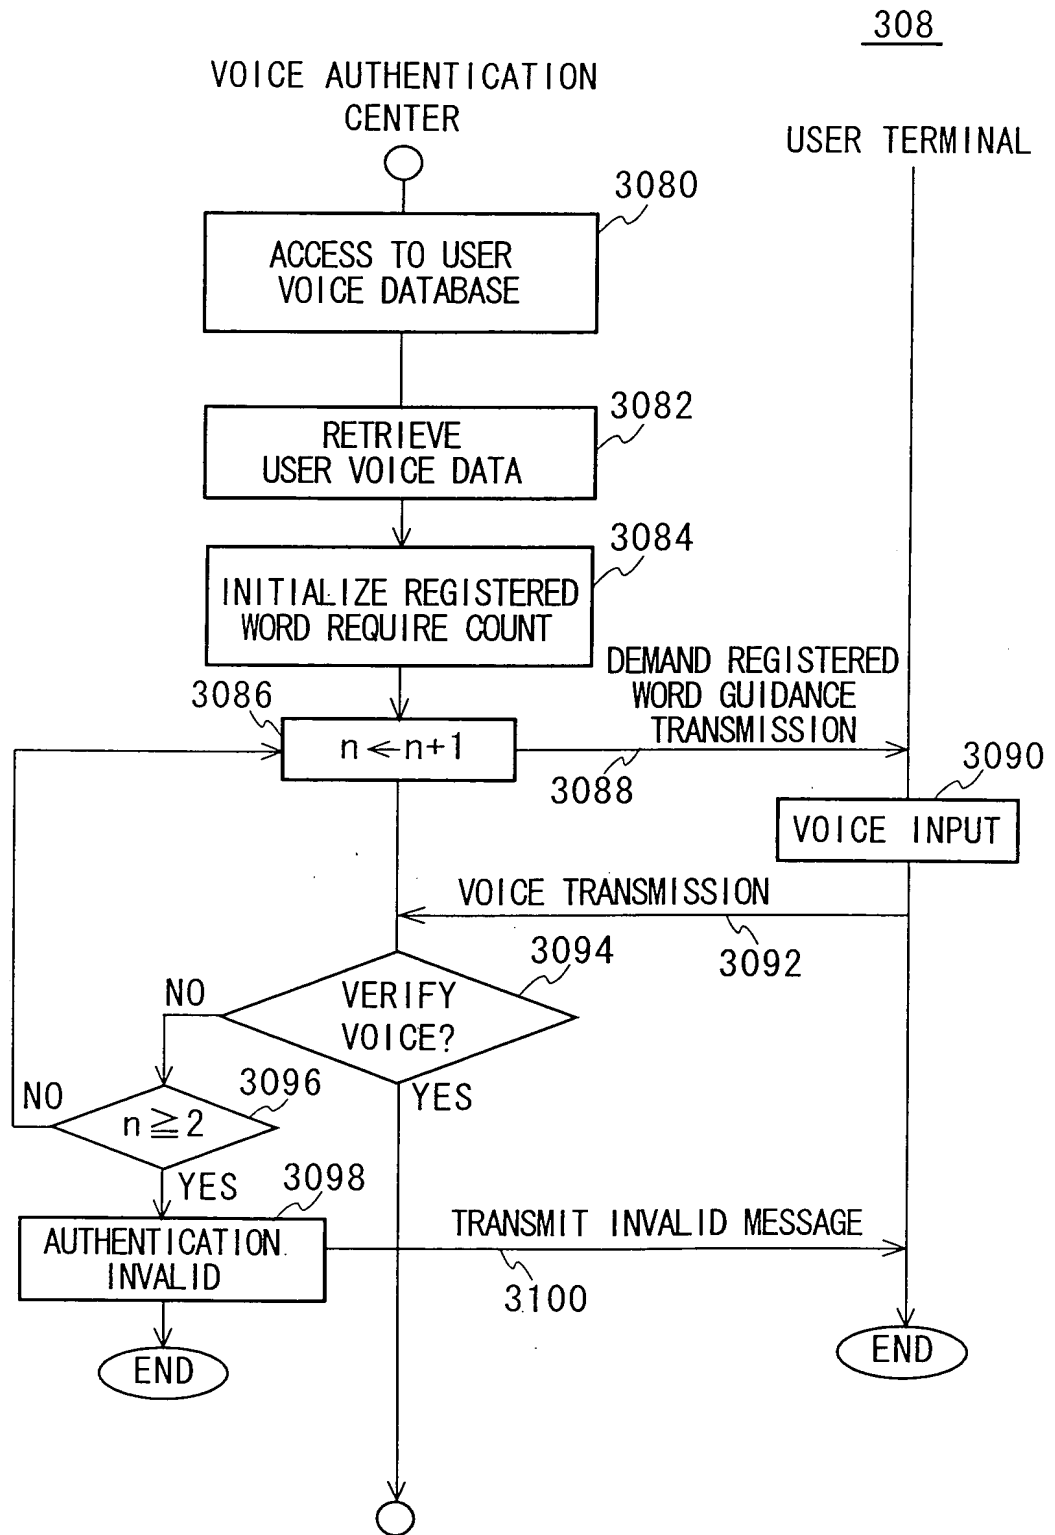 308
VOICE AUTHENTICATION
CENTER
USER TERMINAL
3080
ACCESS TO USER
VOICE DATABASE
3082
RETRIEVE
USER VOICE DATA
3084
INITIALIZE REGISTERED
WORD REQUIRE COUNT
DEMAND REGISTERED
WORD GUIDANCE
TRANSMISSION
3086
n←n+1
3088
3090
VOICE INPUT
VOICE TRANSMISSION
3092
3094
VERIFY
VOICE?
NO
YES
3096
NO
n≧2
YES
3098
AUTHENTICATION
INVALID
TRANSMIT INVALID MESSAGE
3100
END
END